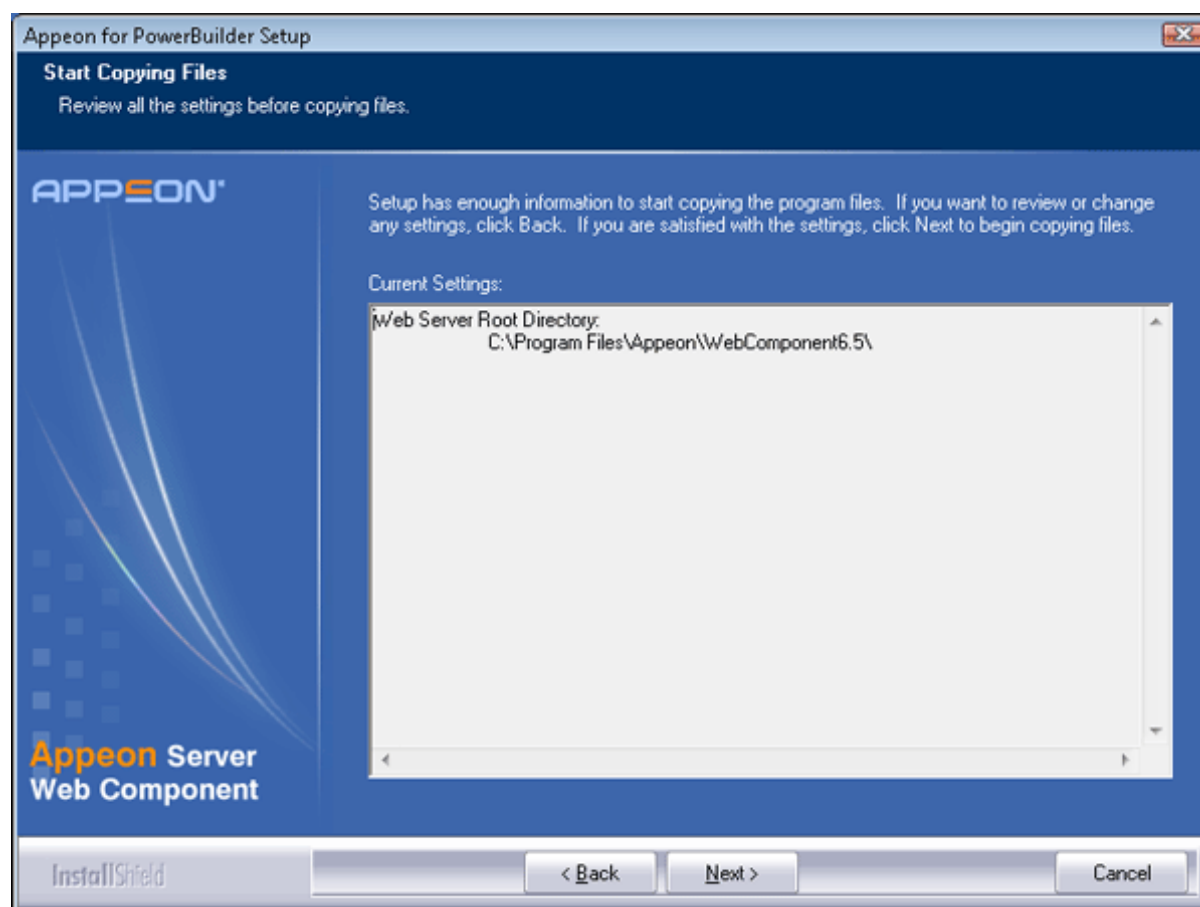 Appeon for PowerBuilder Setup
Start Copying Files
Review all the settings before copying files.
APPEON
Setup has enough information to start copying the program files. If you want to review or change
any settings, click Back. If you are satisfied with the settings, click Next to begin copying files.
Current Settings:
Web Server Root Directory:
C:\Program Files\Appeon\WebComponent6.5\
Appeon Server
Web Component
InstallShield
< Back
Next >
Cancel